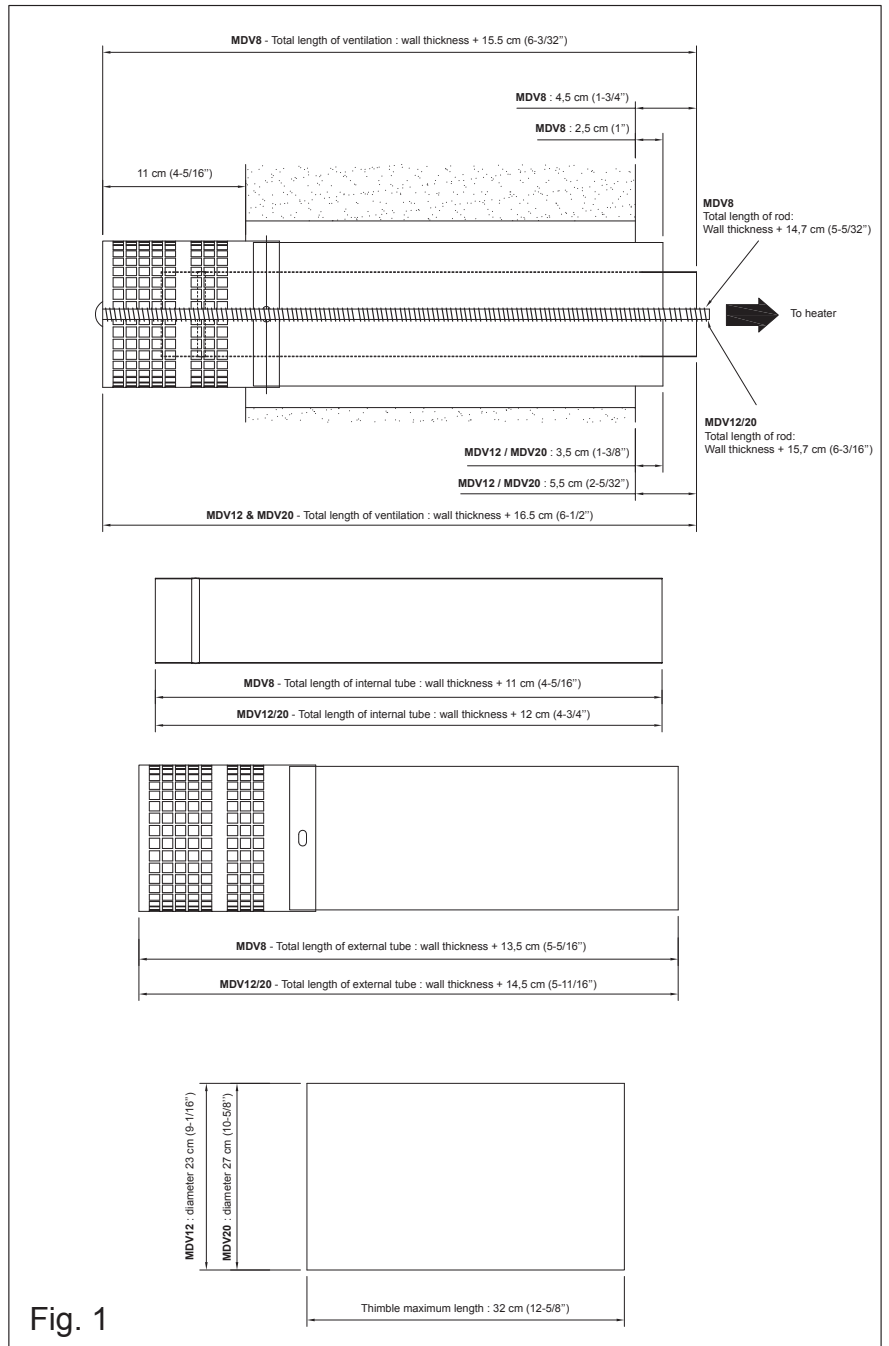 MDV8 - Total length of ventilation : wall thickness + 15.5 cm (6-3/32’’)
MDV8 : 4,5 cm (1-3/4’’)
MDV8 : 2,5 cm (1’’)
11 cm (4-5/16’’)
MDV8
Total length of rod:
Wall thickness + 14,7 cm (5-5/32’’)
To heater
MDV12/20
Total length of rod:
Wall thickness + 15,7 cm (6-3/16’’)
MDV12 / MDV20 : 3,5 cm (1-3/8’’)
MDV12 / MDV20 : 5,5 cm (2-5/32’’)
MDV12 & MDV20 - Total length of ventilation : wall thickness + 16.5 cm (6-1/2’’)
MDV8 - Total length of internal tube : wall thickness + 11 cm (4-5/16’’)
MDV12/20 - Total length of internal tube : wall thickness + 12 cm (4-3/4’’)
MDV8 - Total length of external tube : wall thickness + 13,5 cm (5-5/16’’)
MDV12/20 - Total length of external tube : wall thickness + 14,5 cm (5-11/16’’)
MDV12 : diameter 23 cm (9-1/16’’)
MDV20 : diameter 27 cm (10-5/8’’)
Thimble maximum length : 32 cm (12-5/8’’)
Fig. 1